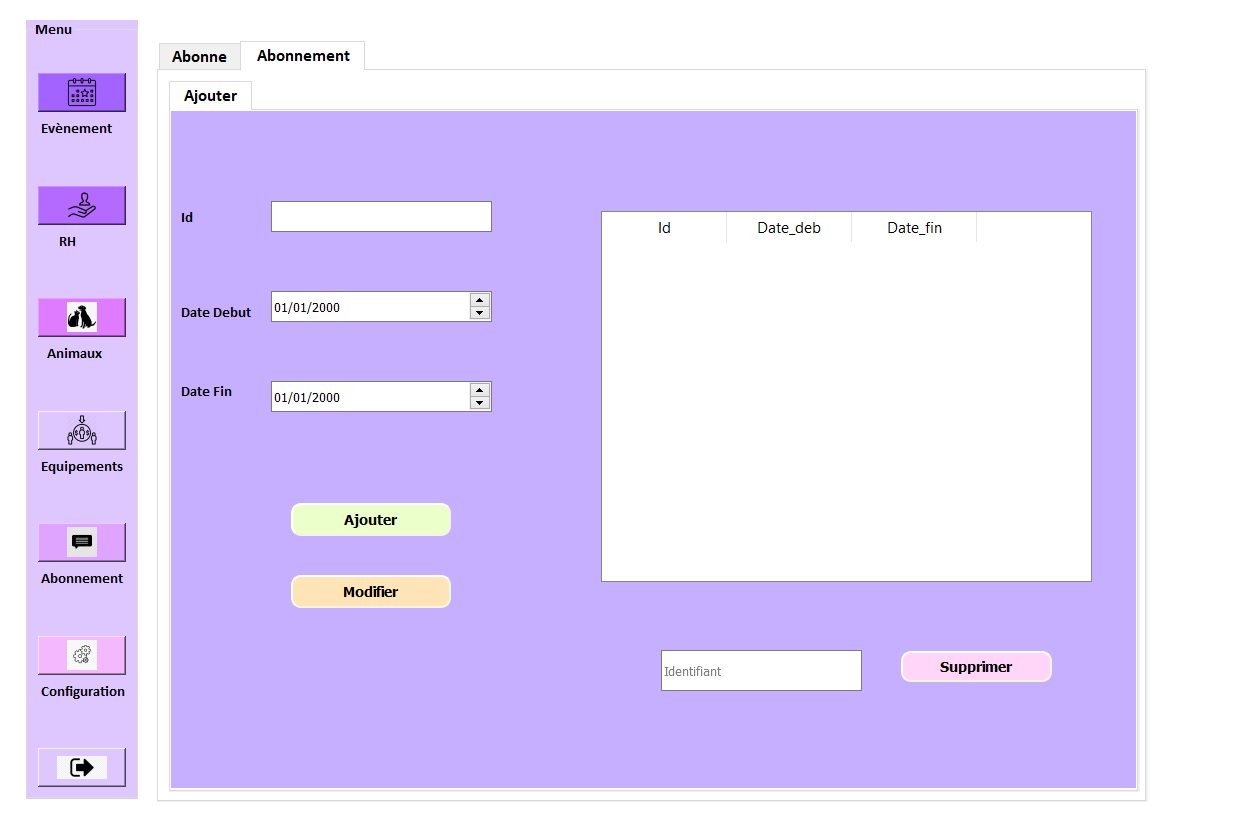 Menu
Evènement
RH
Animaux
Equipements
Abonnement
Configuration
Abonne
Abonnement
Ajouter
Id
Date Debut
01/01/2000
Date Fin
01/01/2000
Ajouter
Modifier
Id Date_deb Date_fin
Identifiant
Supprimer